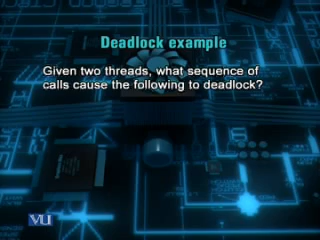 Deadlock example
Given two threads, what sequence of
calls cause the following to deadlock?
VU